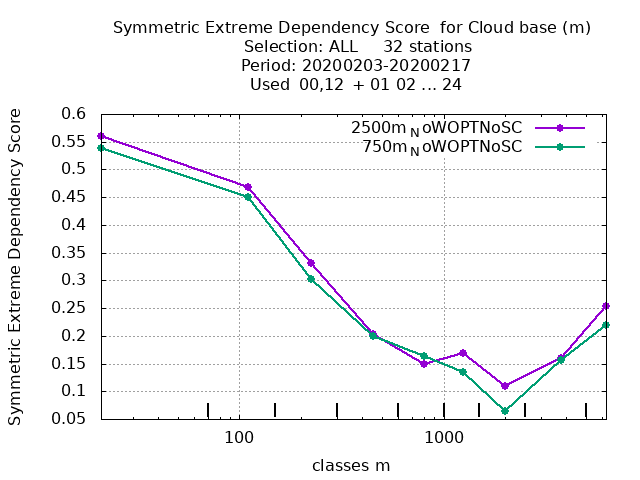 Symmetric Extreme Dependency Score  for Cloud base (m)
Selection: ALL     32 stations
Period: 20200203-20200217
Used  00,12  + 01 02 ... 24
Symmetric Extreme Dependency Score
0.6
0.55
0.5
0.45
0.4
0.35
0.3
0.25
0.2
0.15
0.1
0.05
2500mNoWOPTNoSC
750mNoWOPTNoSC
100
1000
classes m